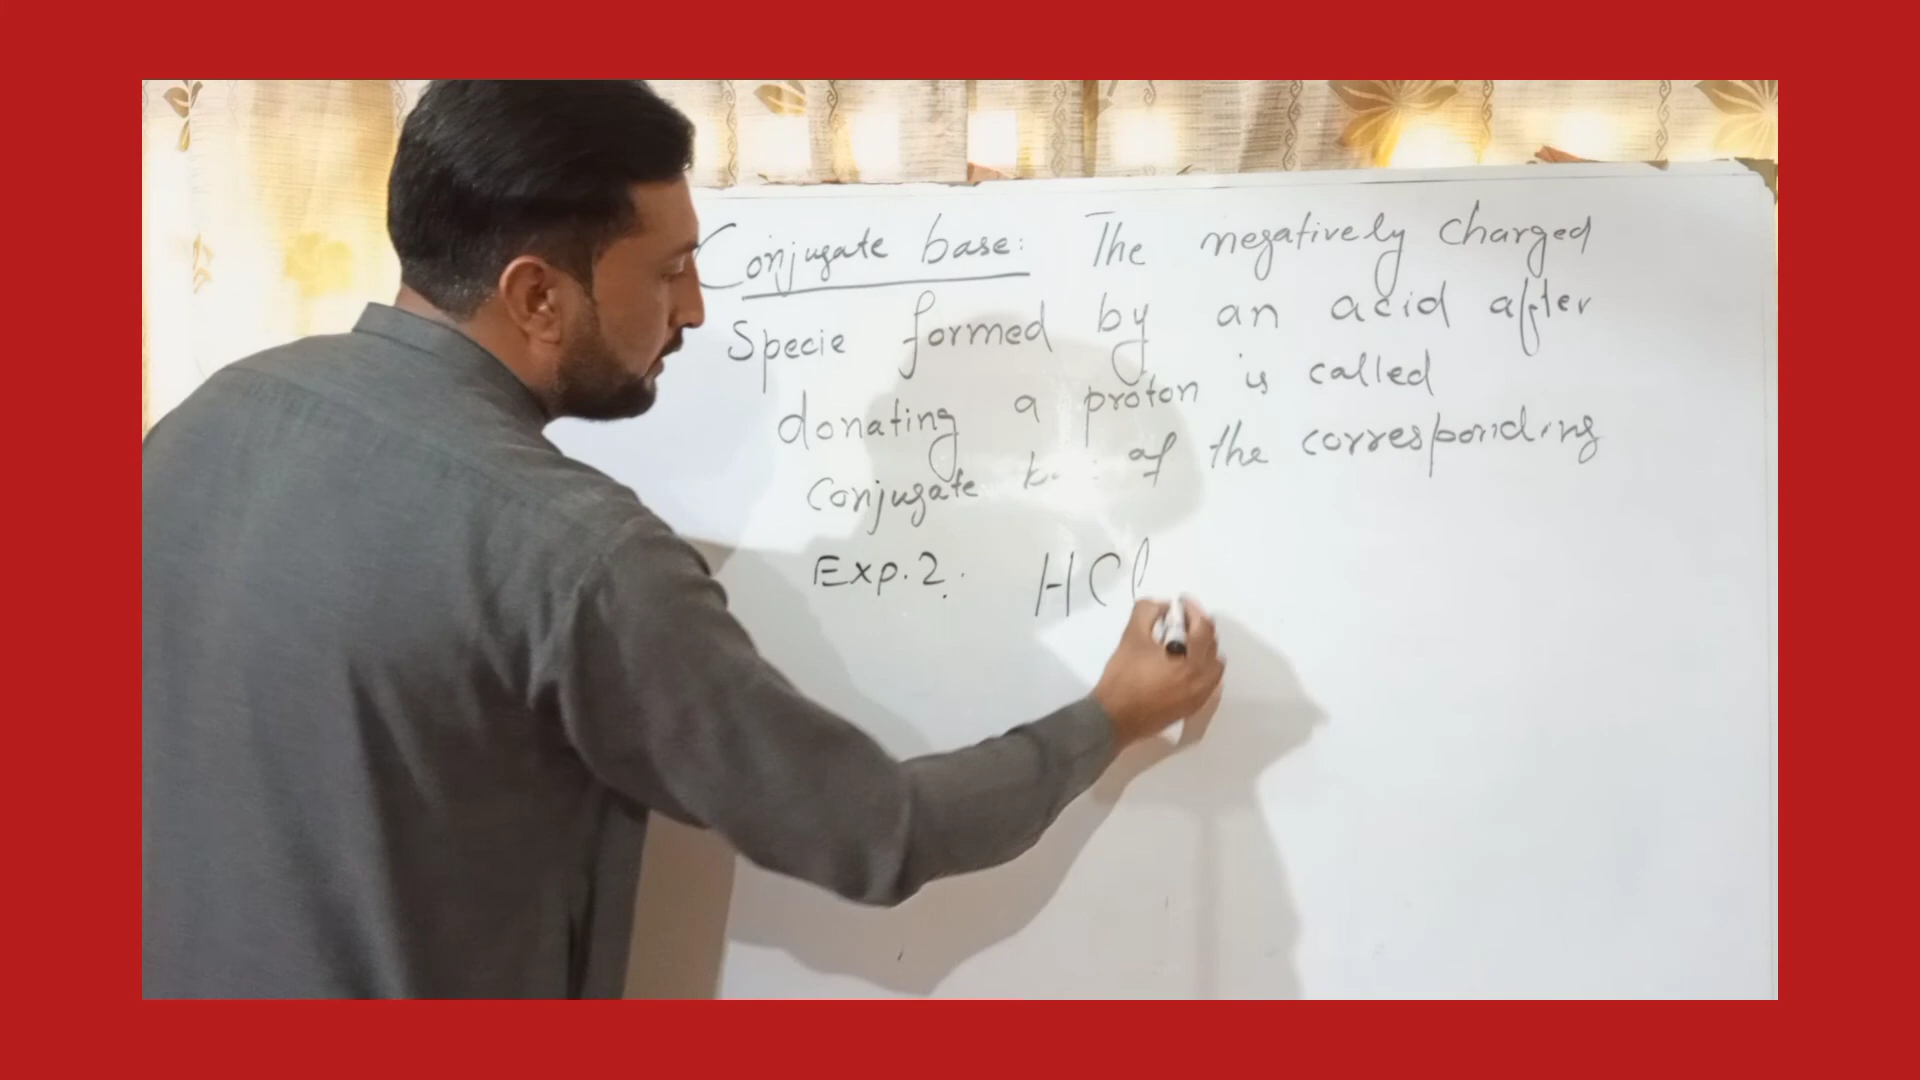 Conjugate base: The negatively charged
Specie formed by an acid after
donating a proton is called
conjugate of the corresponding
Exp. 2. HCl